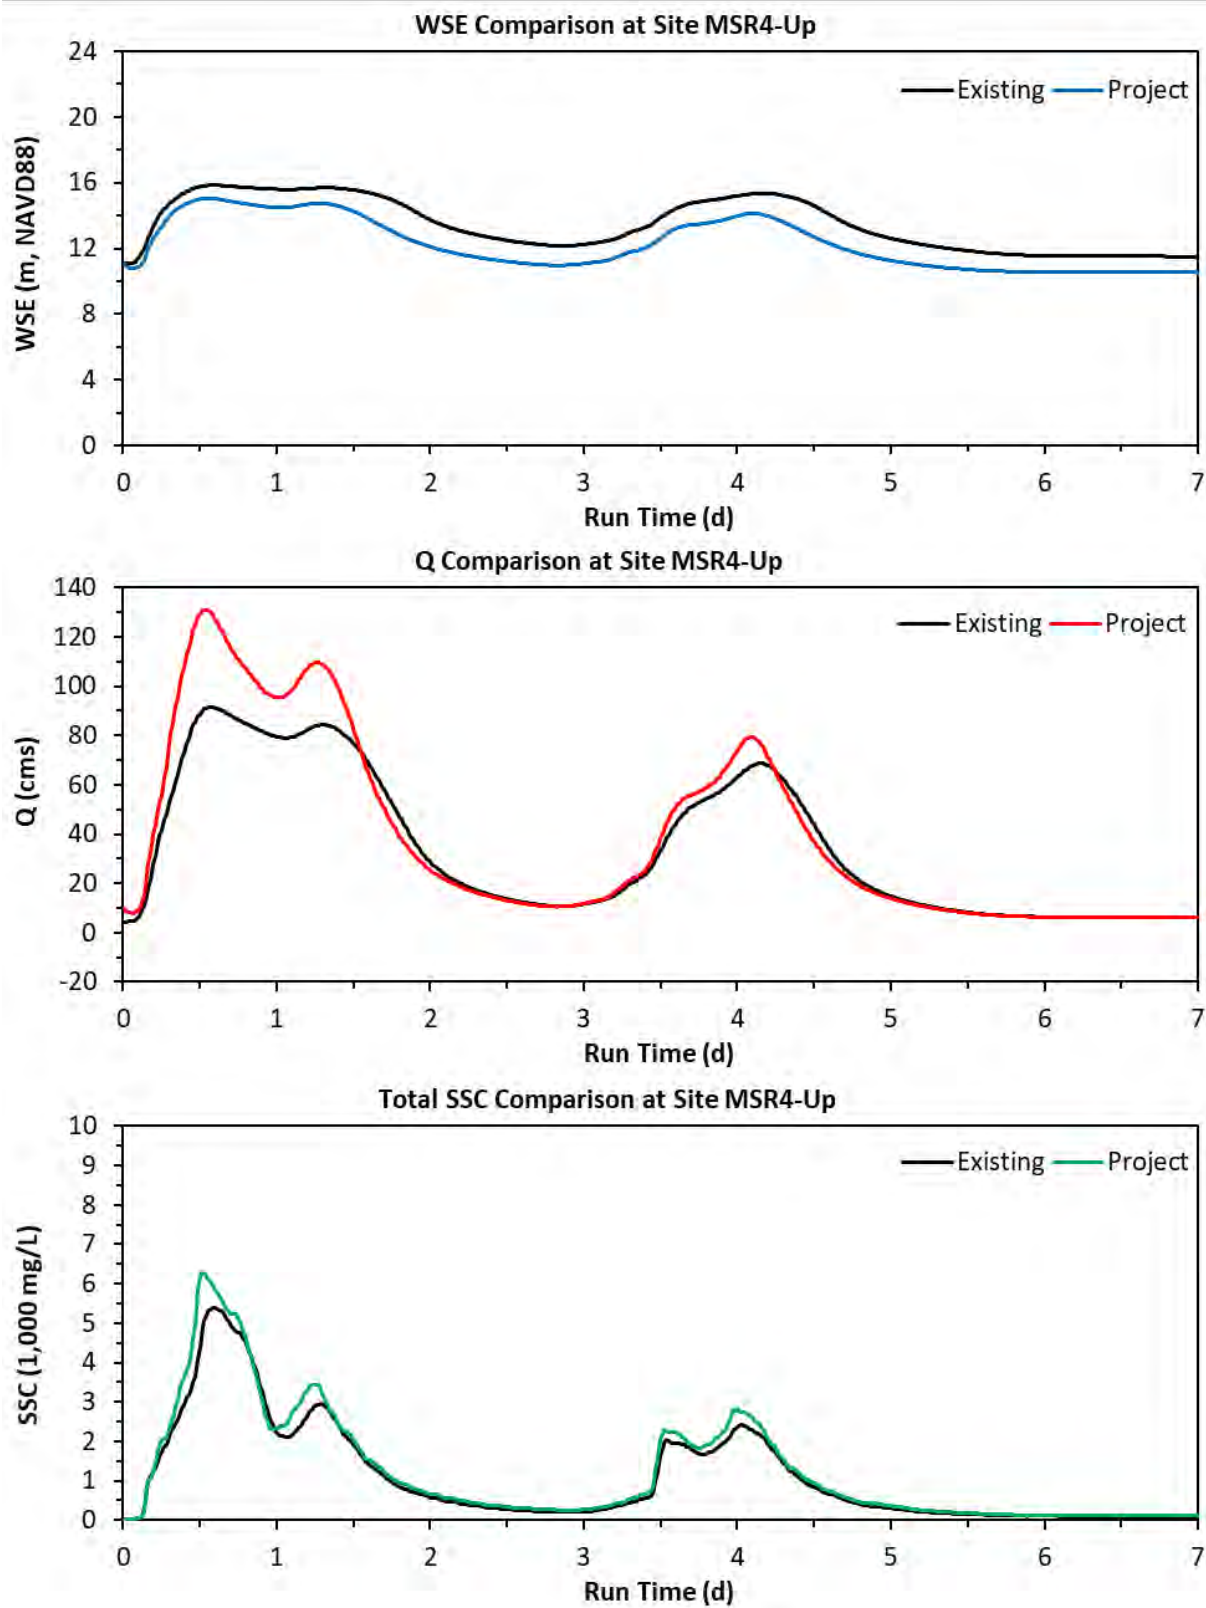 WSE Comparison at Site MSR4-Up
24
20
16
12
8
4
0
WSE (m, NAVD88)
Existing
Project
0 1 2 3 4 5 6 7
Run Time (d)
Q Comparison at Site MSR4-Up
140
120
100
80
60
40
20
0
-20
Q (cms)
Existing
Project
0 1 2 3 4 5 6 7
Run Time (d)
Total SSC Comparison at Site MSR4-Up
10
9
8
7
6
5
4
3
2
1
0
SSC (1,000 mg/L)
Existing
Project
0 1 2 3 4 5 6 7
Run Time (d)